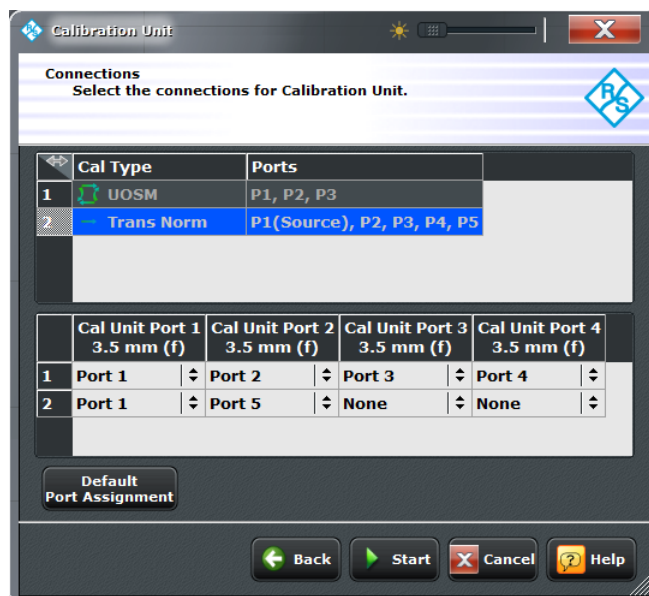 Calibration Unit
Connections
Select the connections for Calibration Unit.
R&S
Cal Type Ports
1 UOSM P1, P2, P3
2 Trans Norm P1(Source), P2, P3, P4, P5
Cal Unit Port 1 Cal Unit Port 2 Cal Unit Port 3 Cal Unit Port 4
3.5 mm (f) 3.5 mm (f) 3.5 mm (f) 3.5 mm (f)
1 Port 1 Port 2 Port 3 Port 4
2 Port 1 Port 5 None None
Default
Port Assignment
Back Start Cancel Help